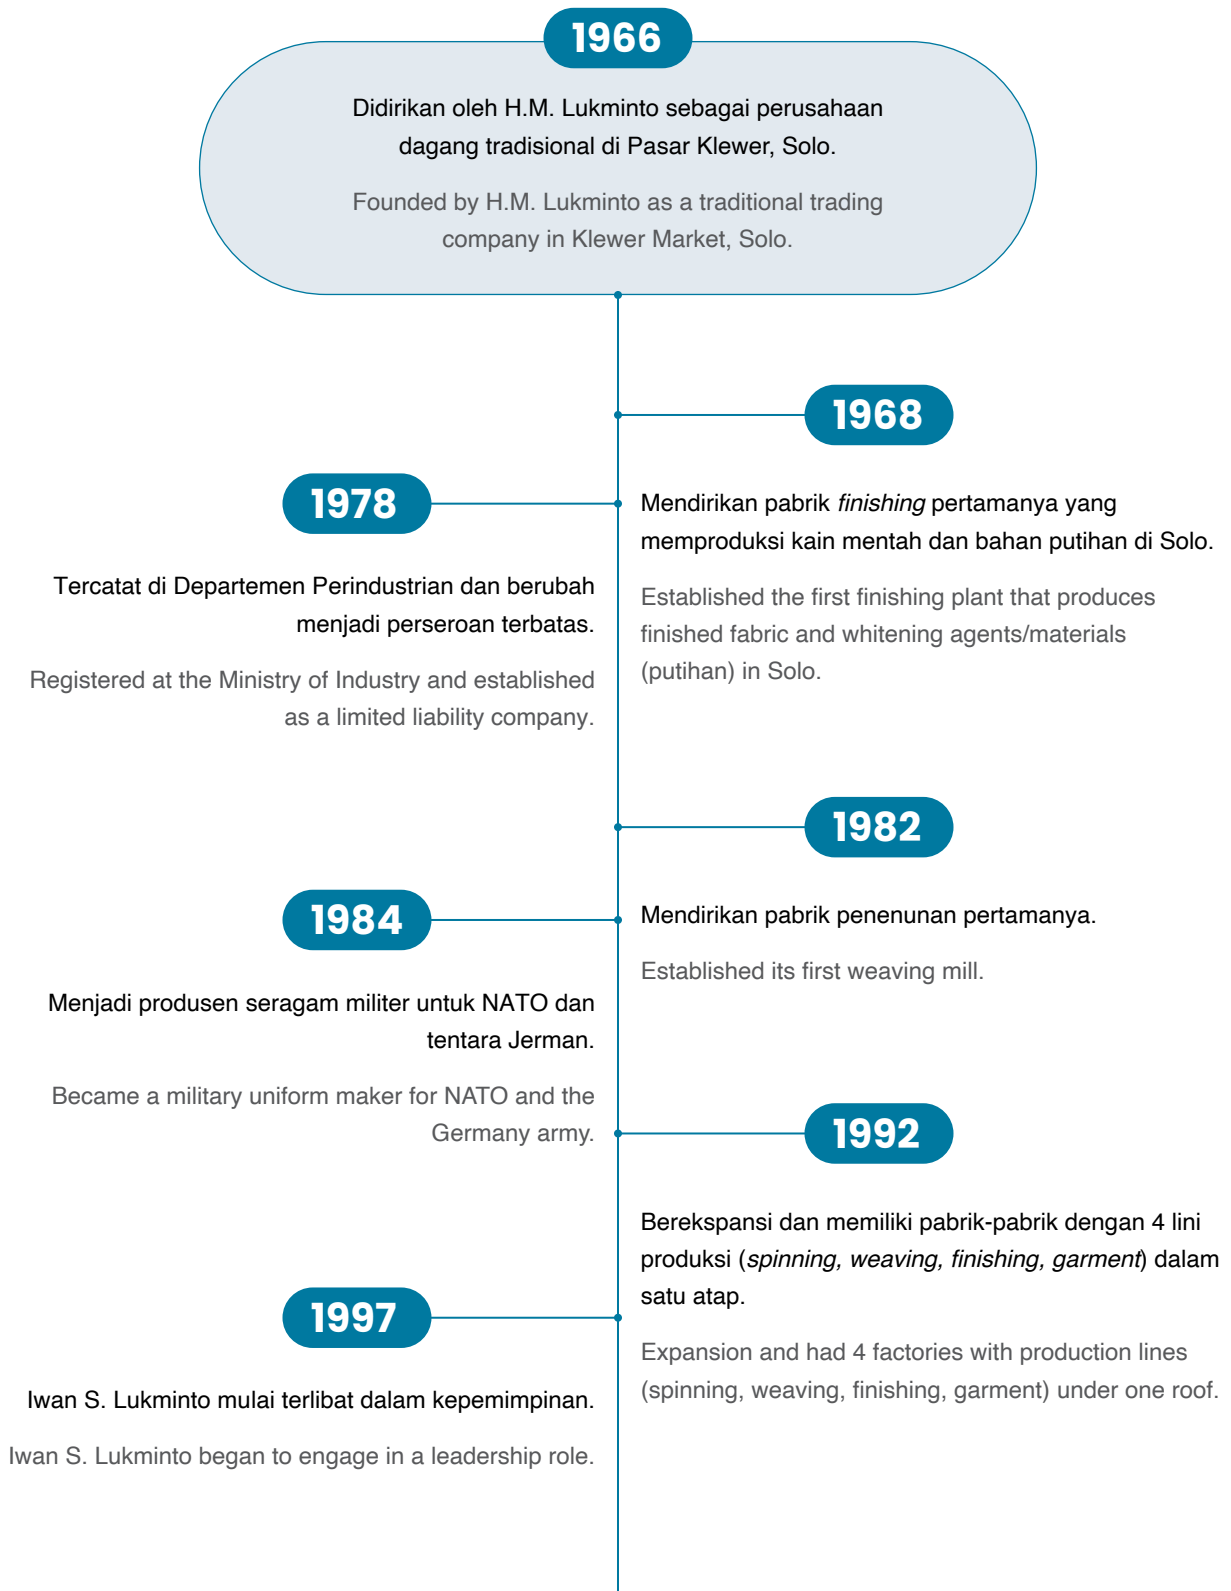 1966
Didirikan oleh H.M. Lukminto sebagai perusahaan
dagang tradisional di Pasar Klewer, Solo.
Founded by H.M. Lukminto as a traditional trading
company in Klewer Market, Solo.
1968
Mendirikan pabrik finishing pertamanya yang
memproduksi kain mentah dan bahan putihan di Solo.
Established the first finishing plant that produces
finished fabric and whitening agents/materials
(putihan) in Solo.
1978
Tercatat di Departemen Perindustrian dan berubah
menjadi perseroan terbatas.
Registered at the Ministry of Industry and established
as a limited liability company.
1982
Mendirikan pabrik penenunan pertamanya.
Established its first weaving mill.
1984
Menjadi produsen seragam militer untuk NATO dan
tentara Jerman.
Became a military uniform maker for NATO and the
Germany army.
1992
Berekspansi dan memiliki pabrik-pabrik dengan 4 lini
produksi (spinning, weaving, finishing, garment) dalam
satu atap.
Expansion and had 4 factories with production lines
(spinning, weaving, finishing, garment) under one roof.
1997
Iwan S. Lukminto mulai terlibat dalam kepemimpinan.
Iwan S. Lukminto began to engage in a leadership role.